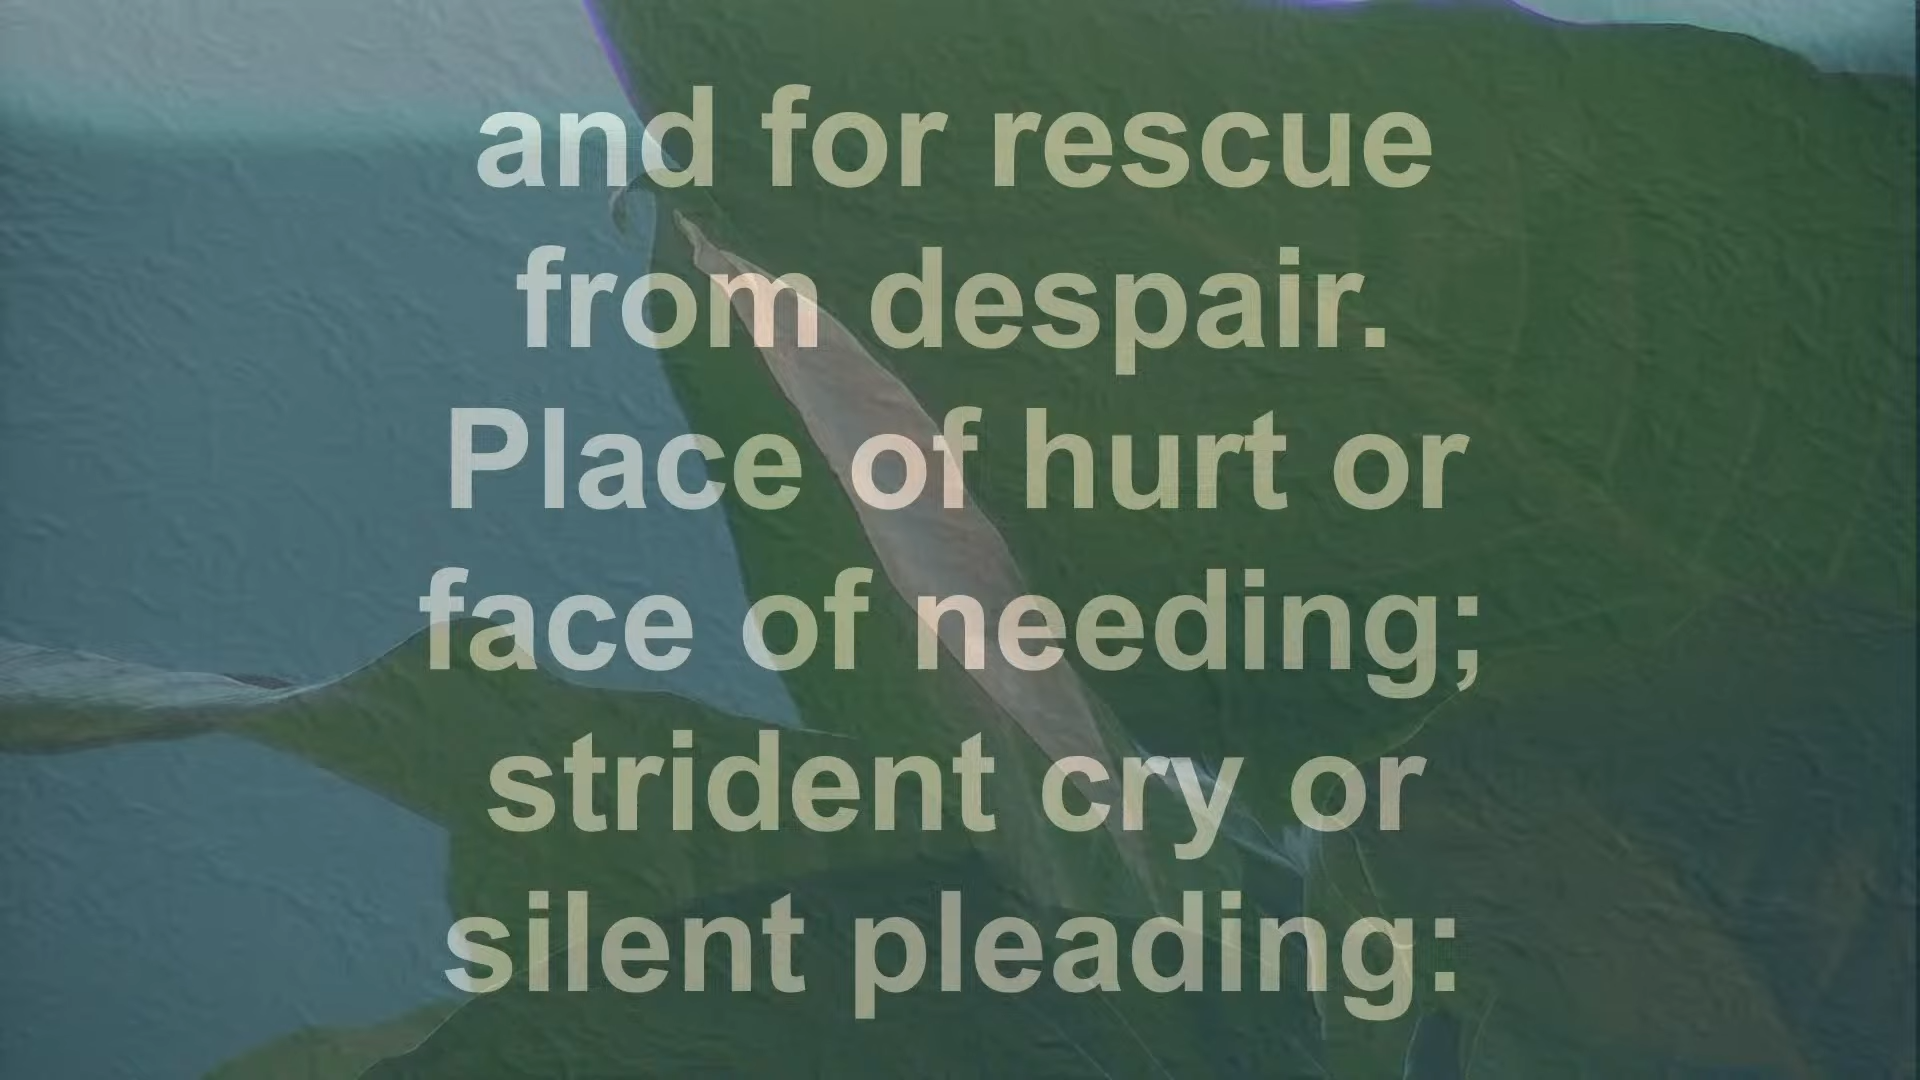 and for rescue
from despair.
Place of hurt or
face of needing;
strident cry or
silent pleading: